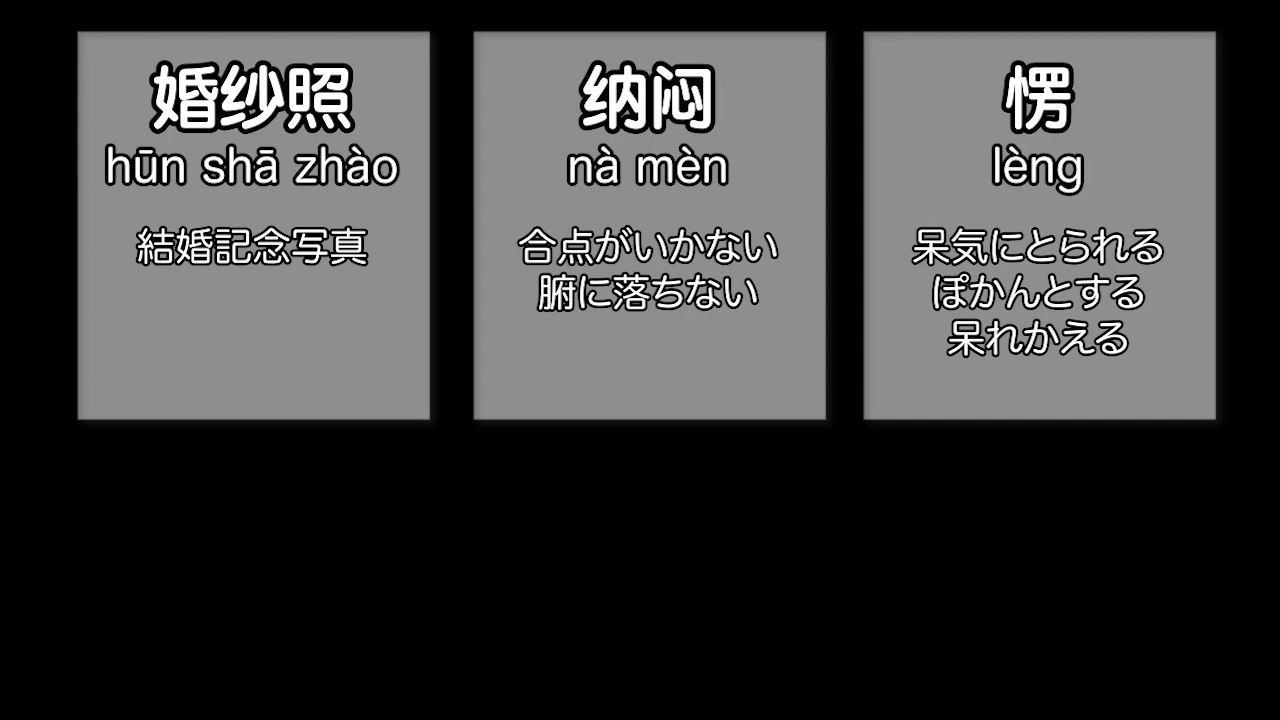 婚纱照
hūn shā zhào
結婚記念写真
纳闷
nà mèn
合点がいかない
腑に落ちない
愣
lèng
呆気にとられる
ぽかんとする
呆れかえる